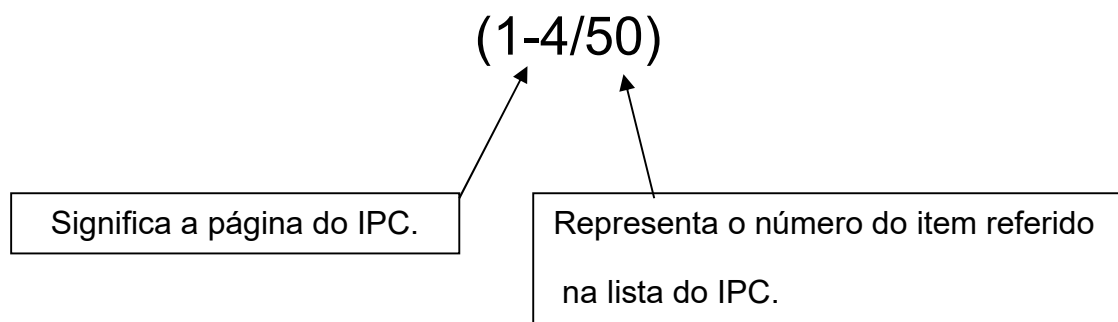 (1-4/50)
Significa a página do IPC.
Representa o número do item referido
na lista do IPC.